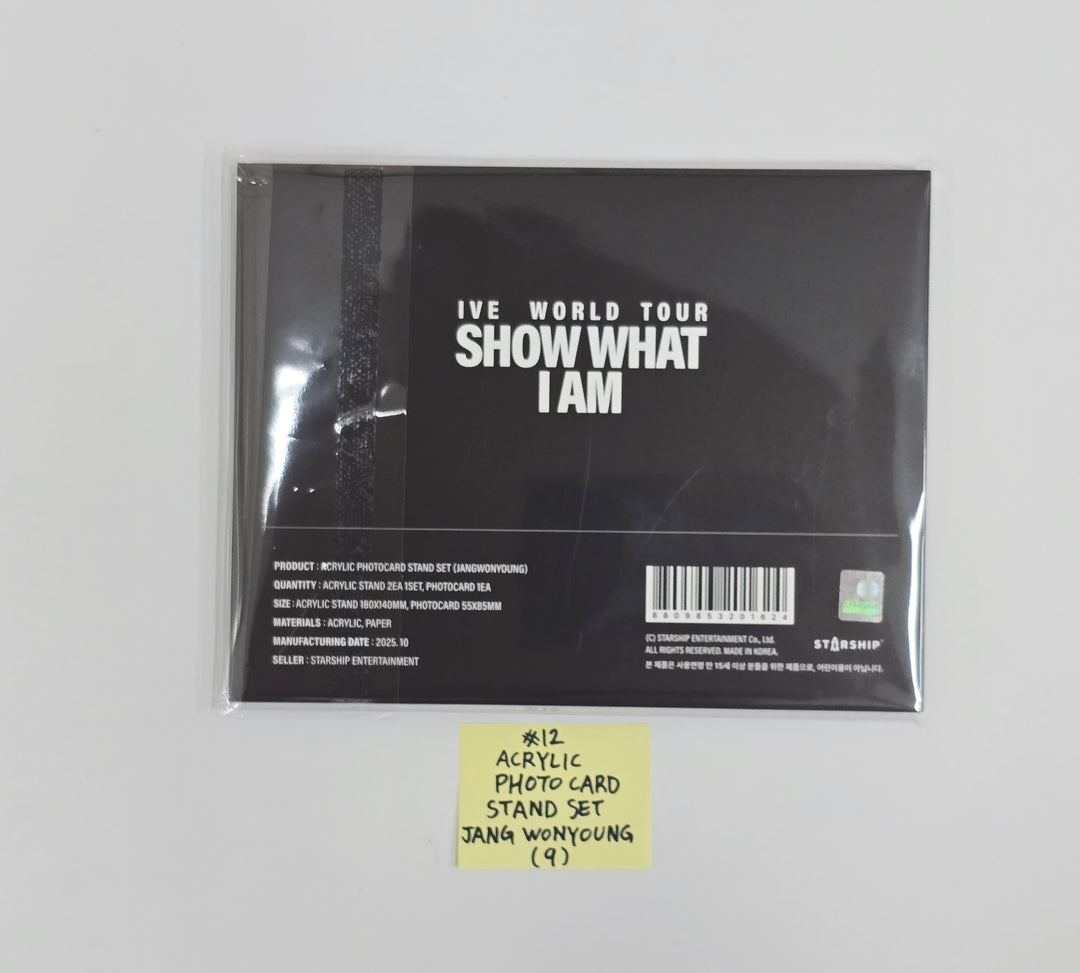 IVE WORLD TOUR
SHOW WHAT
I AM
PRODUCT : ACRYLIC PHOTOCARD STAND SET (JANGWONYOUNG)
QUANTITY : ACRYLIC STAND 2EA 1SET, PHOTOCARD 1EA
SIZE : ACRYLIC STAND 180X140MM, PHOTOCARD 55X85MM
MATERIALS : ACRYLIC, PAPER
MANUFACTURING DATE : 2025.10
SELLER : STARSHIP ENTERTAINMENT
8809853201624
(C) STARSHIP ENTERTAINMENT Co., Ltd.
ALL RIGHTS RESERVED. MADE IN KOREA.
본 제품은 사용연령 만 15세 이상 분들을 위한 제품으로, 어린이용이 아닙니다.
STARSHIP
STARSHIP
#12
ACRYLIC
PHOTO CARD
STAND SET
JANG WONYOUNG
(9)